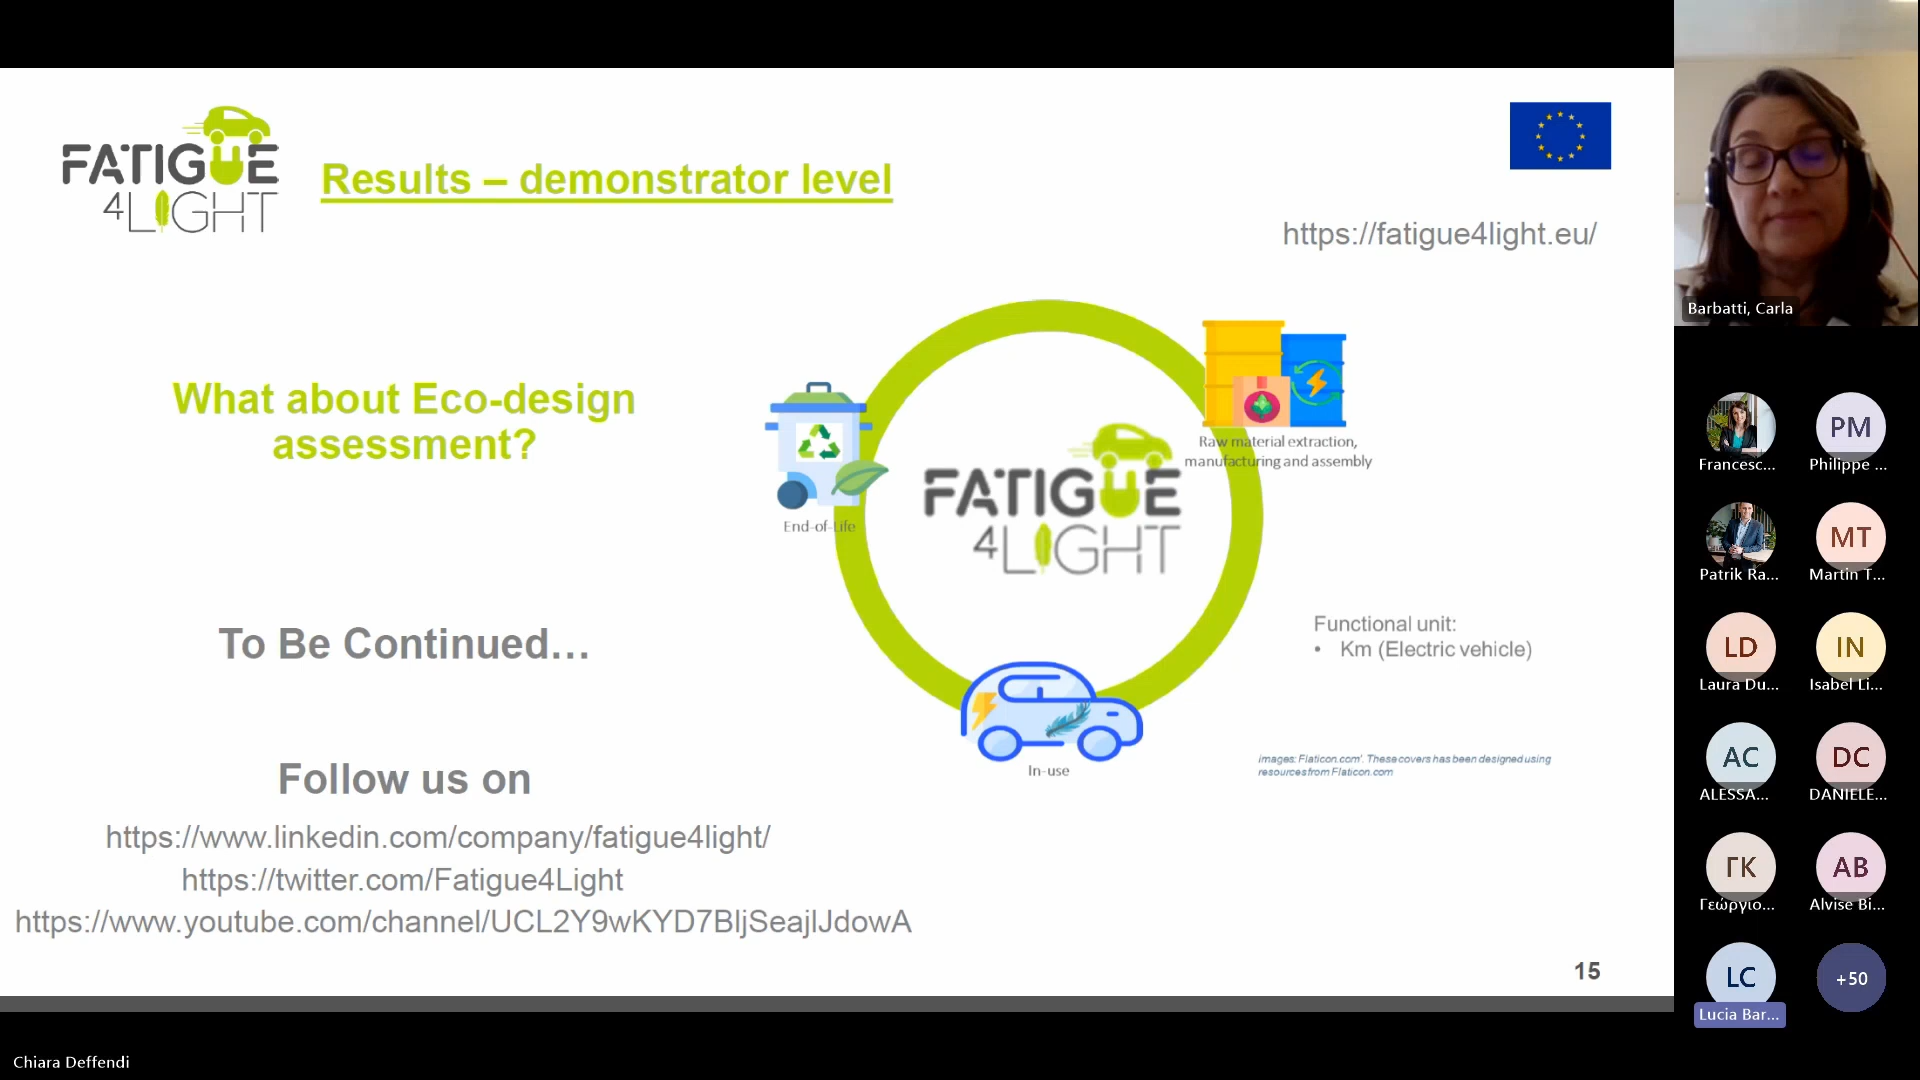 FATIGUE
4LIGHT
Results – demonstrator level
https://fatigue4light.eu/
What about Eco-design
assessment?
End-of-Life
Raw material extraction,
manufacturing and assembly
FATIGUE
4LIGHT
To Be Continued...
Functional unit:
• Km (Electric vehicle)
In-use
images: Flaticon.com'. These covers has been designed using
resources from Flaticon.com
Follow us on
https://www.linkedin.com/company/fatigue4light/
https://twitter.com/Fatigue4Light
https://www.youtube.com/channel/UCL2Y9wKYD7BljSeajlJdowA
15
Chiara Deffendi
Barbatti, Carla
Francesc...
PM
Philippe ...
Patrik Ra...
MT
Martin T...
LD
Laura Du...
IN
Isabel Li...
AC
ALESSA...
DC
DANIELE...
ΓΚ
Γεώργιο...
AB
Alvise Bi...
LC
Lucia Bar...
+50